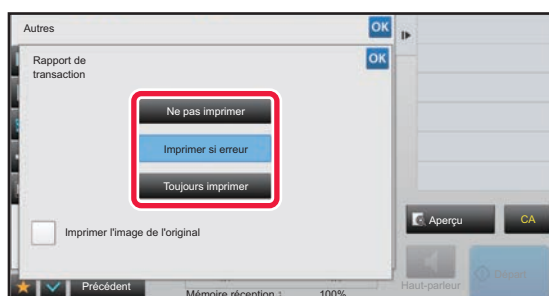 Autres
OK
Rapport de
transaction
OK
Ne pas imprimer
Imprimer si erreur
Toujours imprimer
Imprimer l'image de l'original
Aperçu
CA
Précédent
Mémoire réception :
100%
Haut-parleur
Départ